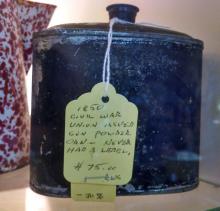 1850
CIVIL WAR
UNION ISSUED
GUN POWDER
CAN - NEVER
HAD A LABEL,
$75.00